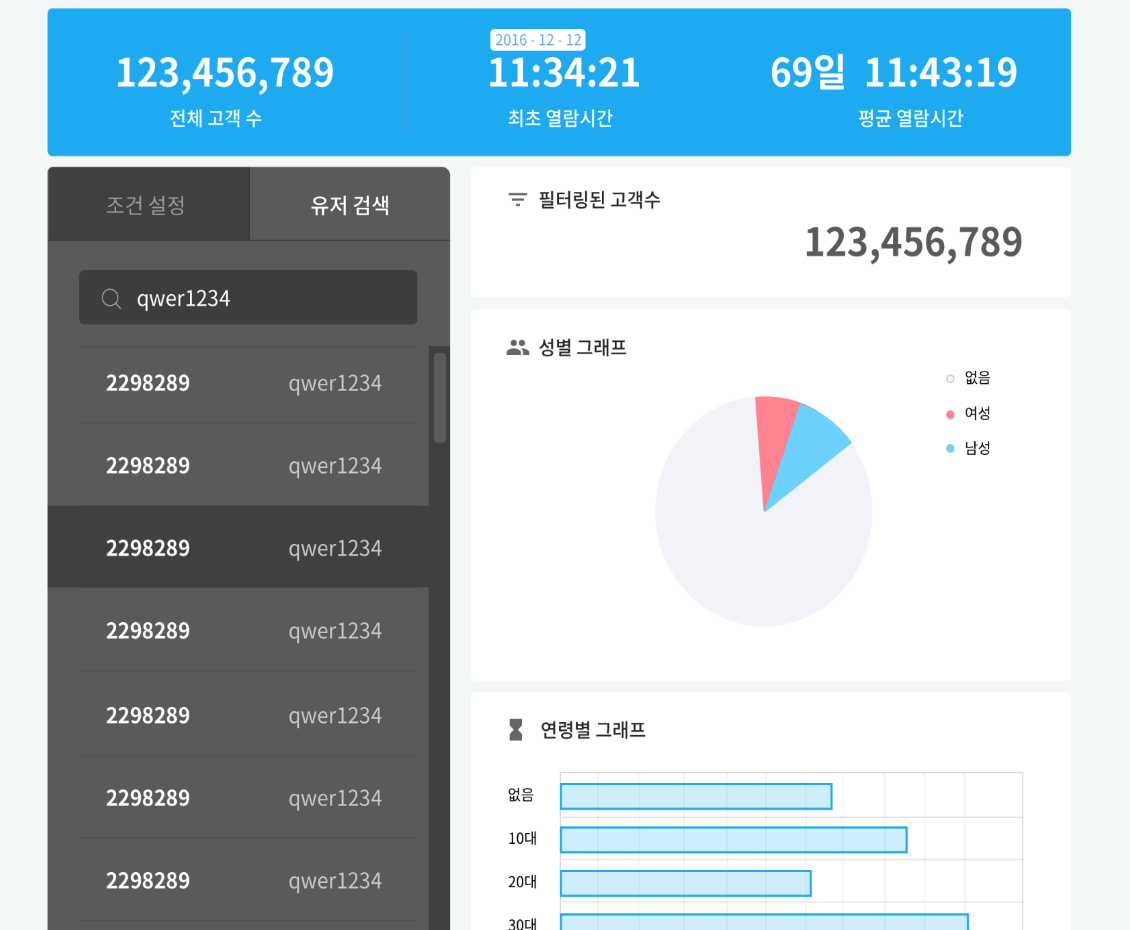 2016 - 12 - 12
123,456,789
11:34:21
69일 11:43:19
전체 고객 수
최초 열람시간
평균 열람시간
조건 설정
유저 검색
qwer1234
2298289 qwer1234
2298289 qwer1234
2298289 qwer1234
2298289 qwer1234
2298289 qwer1234
2298289 qwer1234
2298289 qwer1234
필터링된 고객수
123,456,789
성별 그래프
없음
여성
남성
연령별 그래프
없음
10대
20대
30대